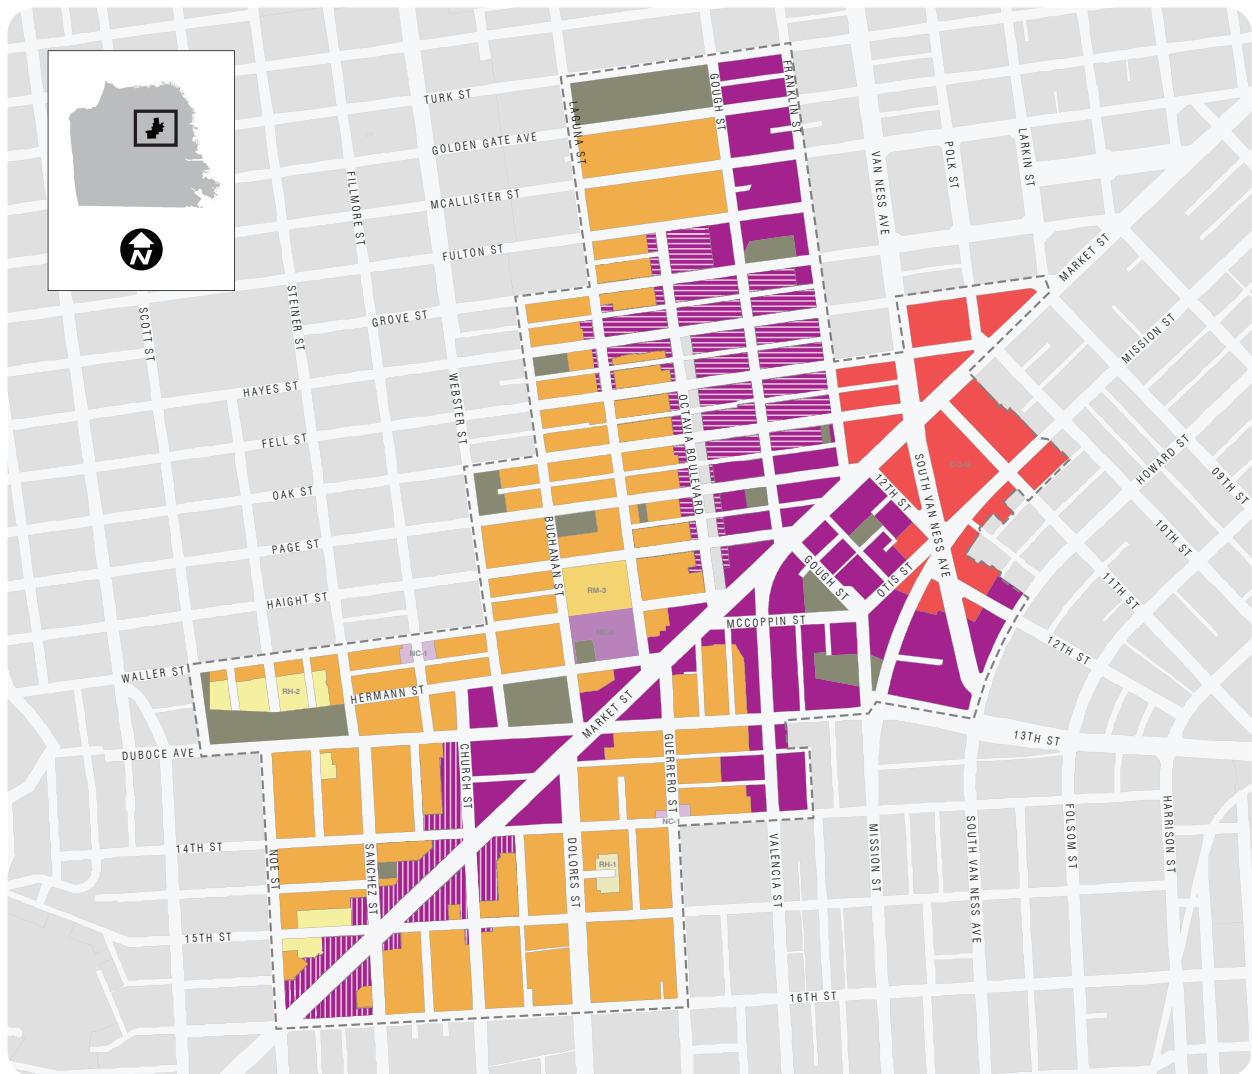 TURK ST
GOLDEN GATE AVE
MCALLISTER ST
FULTON ST
GROVE ST
HAYES ST
FELL ST
OAK ST
PAGE ST
HAIGHT ST
WALLER ST
HERMANN ST
DUBOCE AVE
14TH ST
15TH ST
16TH ST
13TH ST
SCOTT ST
STEINER ST
FILLMORE ST
WEBSTER ST
LAGUNA ST
GOUGH ST
FRANKLIN ST
VAN NESS AVE
POLK ST
LARKIN ST
MARKET ST
MISSION ST
HOWARD ST
09TH ST
10TH ST
11TH ST
12TH ST
OCTAVIA BOULEVARD
BUCHANAN ST
SOUTH VAN NESS AVE
12TH ST
GOUGH ST
OTIS ST
MCCOPPIN ST
MARKET ST
CHURCH ST
GUERRERO ST
NOE ST
SANCHEZ ST
DOLORES ST
VALENCIA ST
MISSION ST
SOUTH VAN NESS AVE
FOLSOM ST
HARRISON ST
C-3-G
RM-3
NC-3
NC-1
RH-2
NC-1
RH-1
N